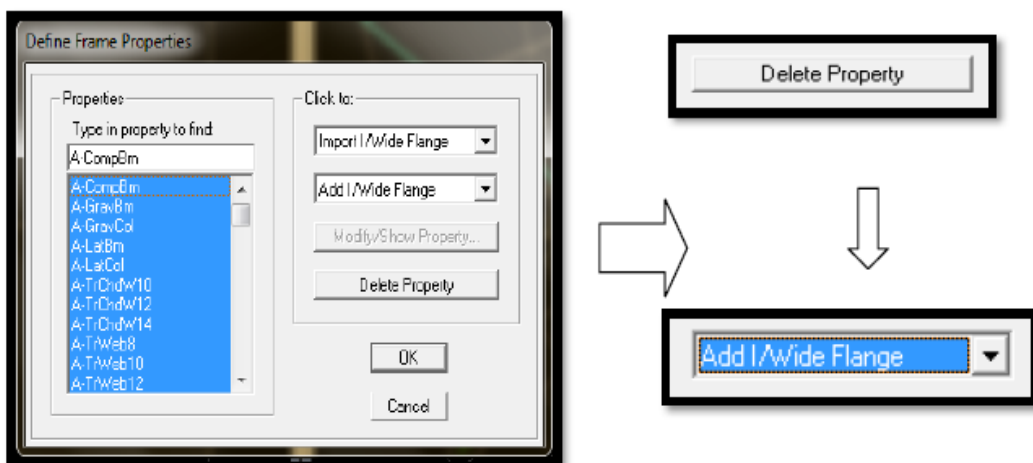 Define Frame Properties
Properties
Type in property to find:
A-CompBm
A-CompBm
A-GravBm
A-GravCol
A-LatBm
A-LatCol
A-TrChdW10
A-TrChdW12
A-TrChdW14
A-TrWeb8
A-TrWeb10
A-TrWeb12
Click to:
Import I/Wide Flange
Add I/Wide Flange
Modify/Show Property...
Delete Property
OK
Cancel
Delete Property
Add I/Wide Flange